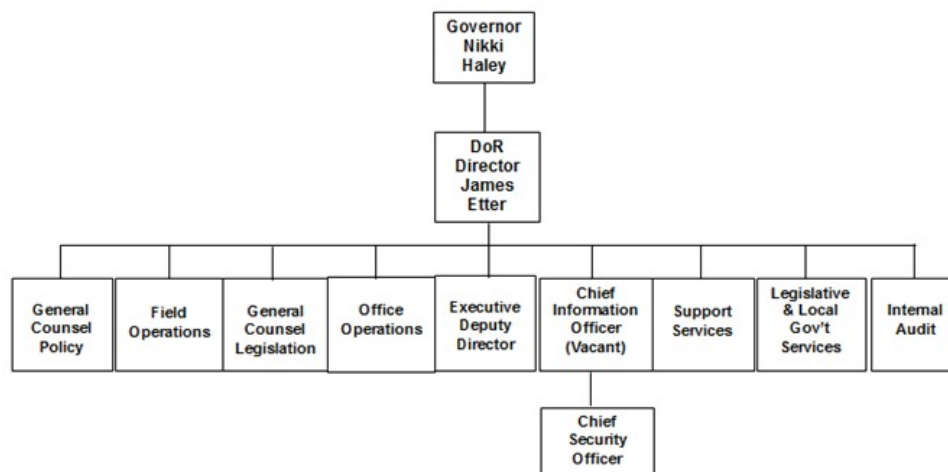 Governor
Nikki
Haley
DoR
Director
James
Etter
General
Counsel
Policy
Field
Operations
General
Counsel
Legislation
Office
Operations
Executive
Deputy
Director
Chief
Information
Officer
(Vacant)
Support
Services
Legislative
& Local
Gov't
Services
Internal
Audit
Chief
Security
Officer